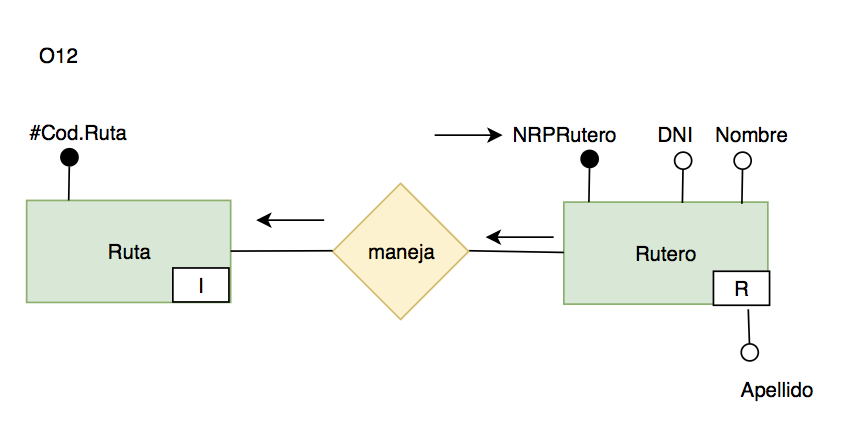 O12
#Cod.Ruta
NRPRutero
DNI
Nombre
Ruta
maneja
Rutero
I
R
Apellido